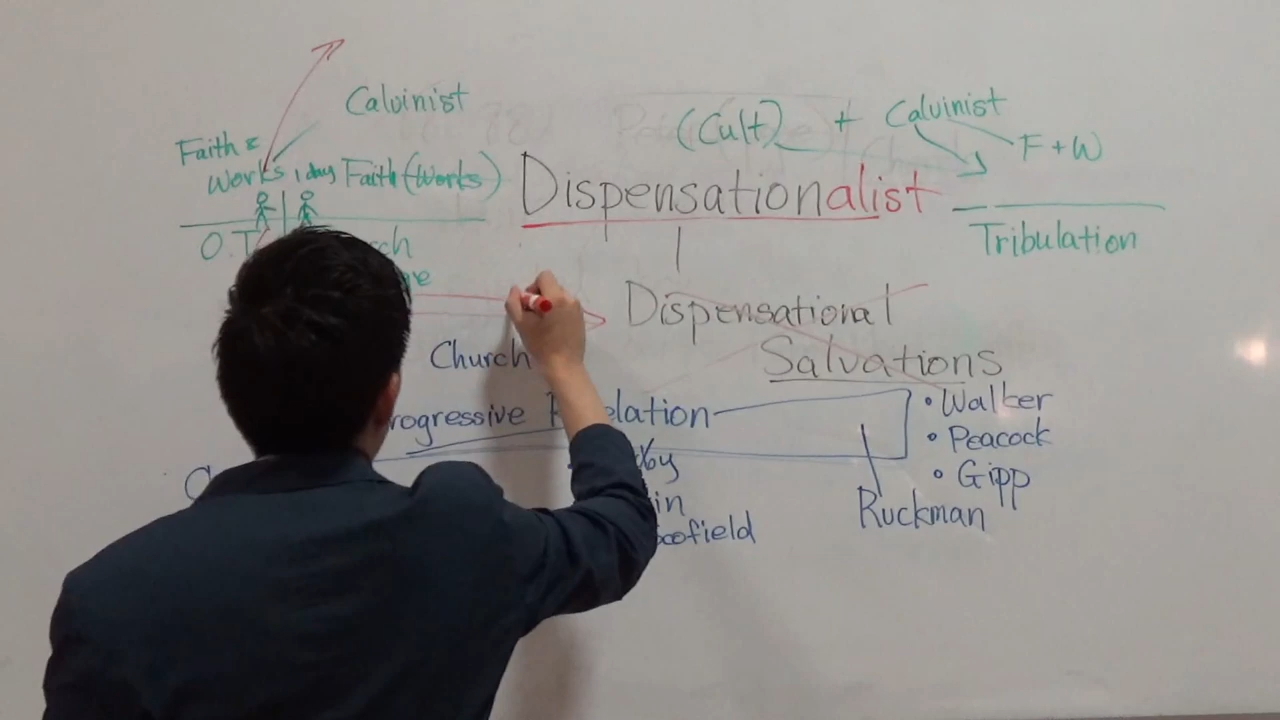 Calvinist
(Cult) + Calvinist
Faith &
F + W
Works 1 day Faith (Works)
Dispensationalist
O.T
Tribulation
Dispensational
Church
Salvations
Progressive Revelation
• Walker
• Peacock
• Gipp
Ruckman